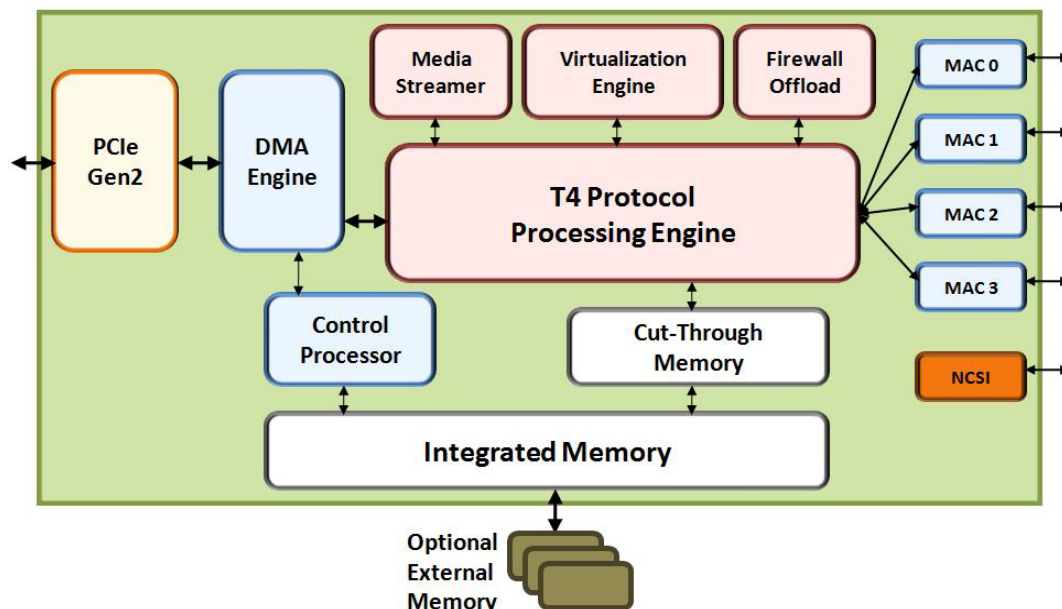 Media
Streamer
Virtualization
Engine
Firewall
Offload
MAC 0
MAC 1
MAC 2
MAC 3
NCSI
PCIe
Gen2
DMA
Engine
T4 Protocol
Processing Engine
Control
Processor
Cut-Through
Memory
Integrated Memory
Optional
External
Memory